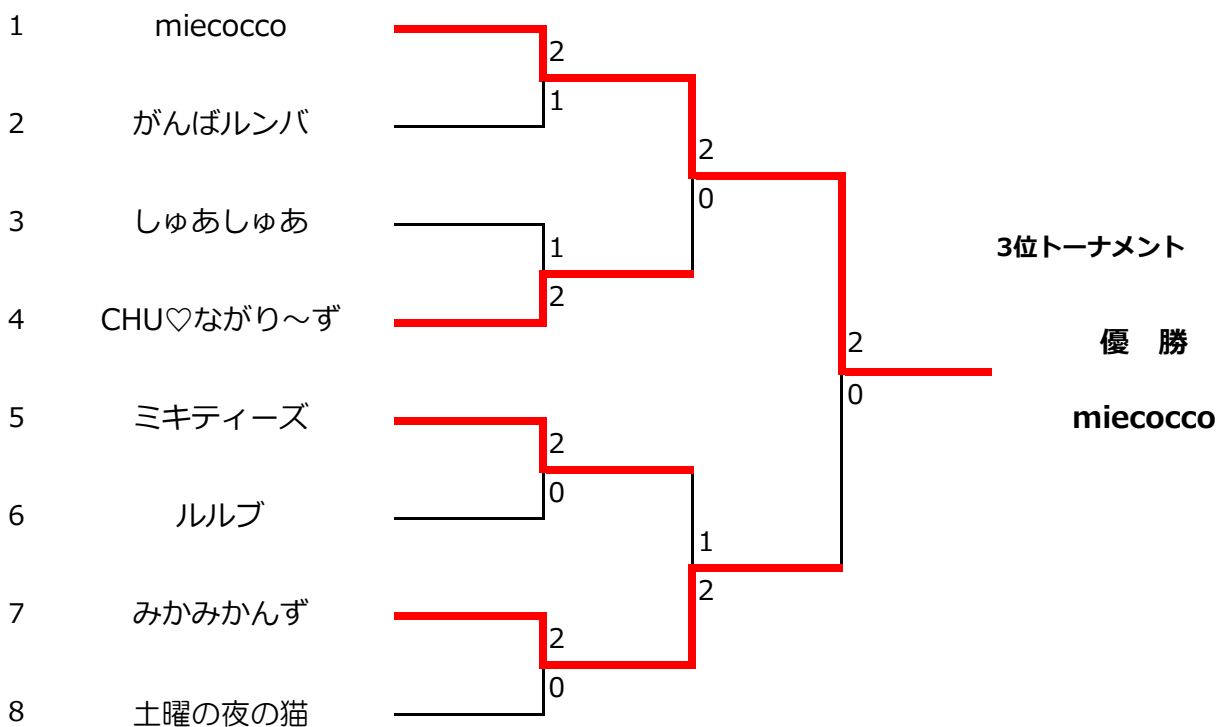 1 miecocco
2
1
2 がんばルンバ
2
0
3 しゅあしゅあ
1
2
4 CHU♡ながり～ず
3位トーナメント
優　勝
miecocco
2
0
5 ミキティーズ
2
0
6 ルルブ
1
2
7 みかみかんず
2
0
8 土曜の夜の猫